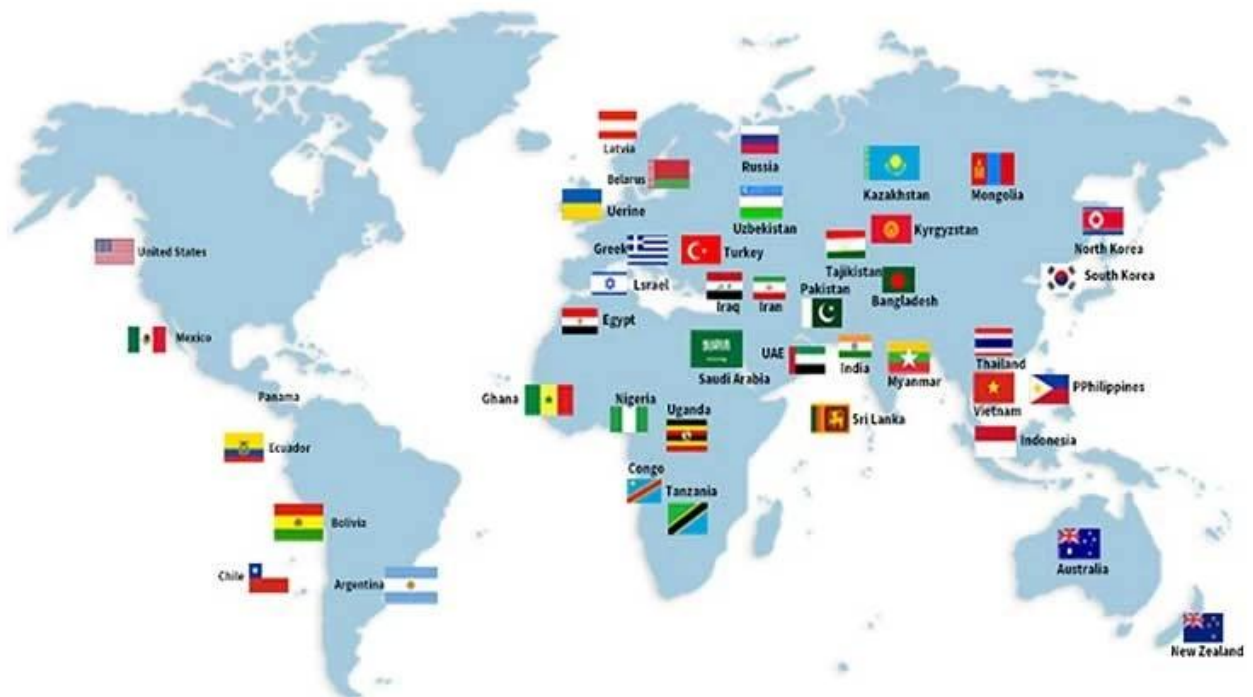 Latvia
Russia
Belarus
Kazakhstan
Mongolia
Uerine
Uzbekistan
Kyrgyzstan
North Korea
United States
Greek
Turkey
Tajikistan
South Korea
Lsrael
Iraq
Iran
Pakistan
Bangladesh
Egypt
Mexico
UAE
India
Saudi Arabia
Myanmar
Thailand
Panama
Ghana
Nigeria
PPhilippines
Uganda
Vietnam
Sri Lanka
Ecuador
Indonesia
Congo
Tanzania
Bolivia
Chile
Argentina
Australia
New Zealand